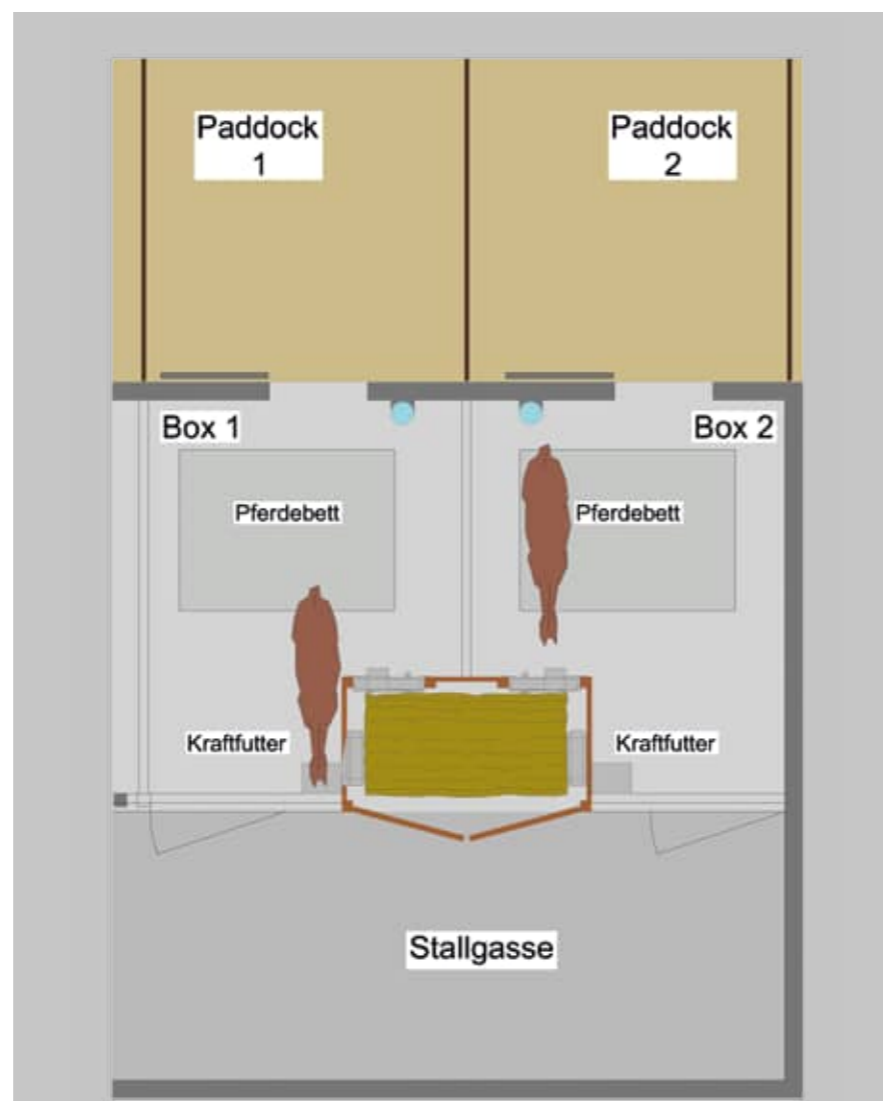 Paddock
1
Paddock
2
Box 1
Box 2
Pferdebett
Pferdebett
Kraftfutter
Kraftfutter
Stallgasse